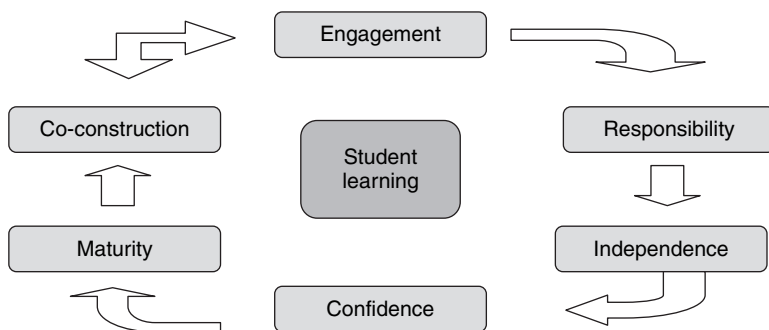 Engagement
Co-construction
Student
learning
Responsibility
Maturity
Independence
Confidence